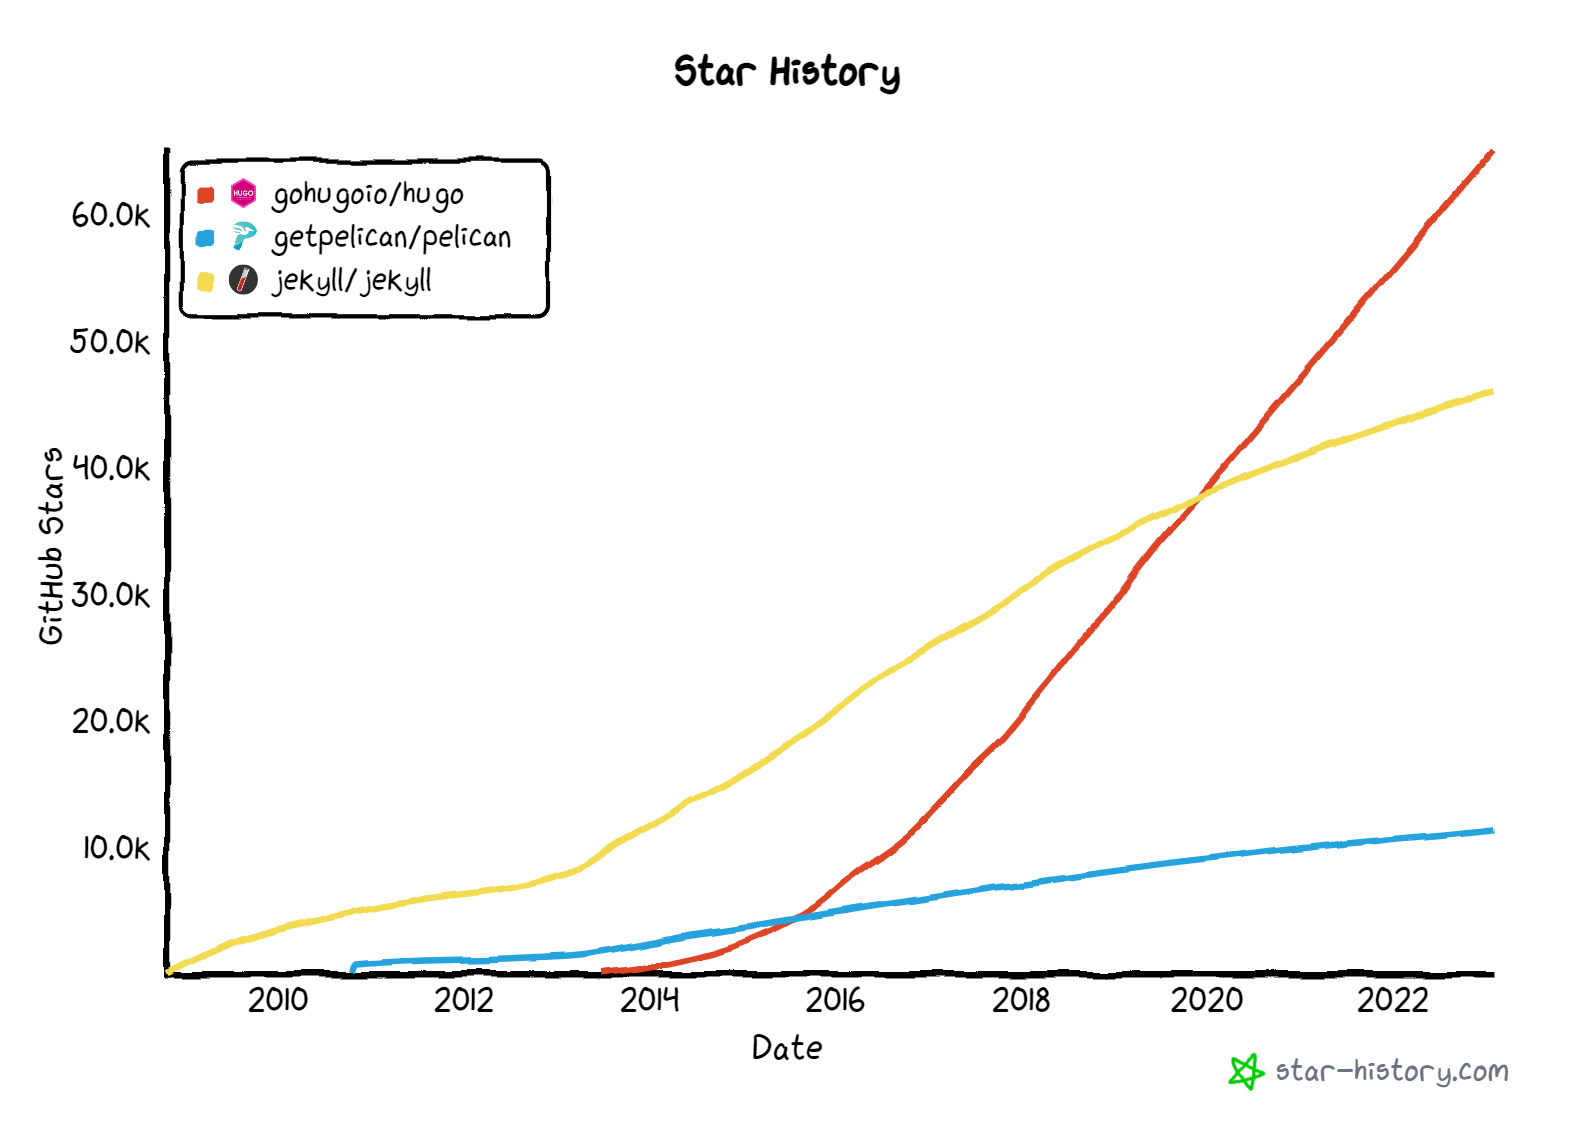 Star History
HUGO gohugoio/hugo
getpelican/pelican
jekyll/jekyll
60.0k
50.0k
40.0k
30.0k
20.0k
10.0k
GitHub Stars
2010 2012 2014 2016 2018 2020 2022
Date
star-history.com